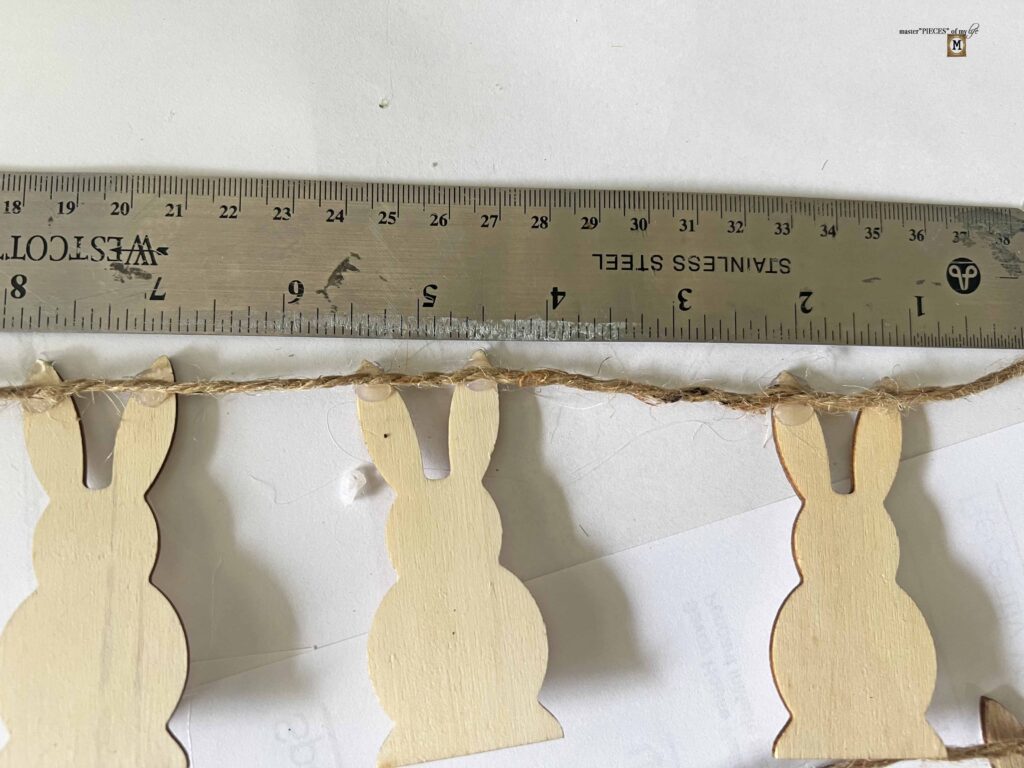 master"PIECES" of my life
M
18 19 20 21 22 23 24 25 26 27 28 29 30 31 32 33 34 35 36 37 38
WESTCOTT
STAINLESS STEEL
8 7 6 5 4 3 2 1